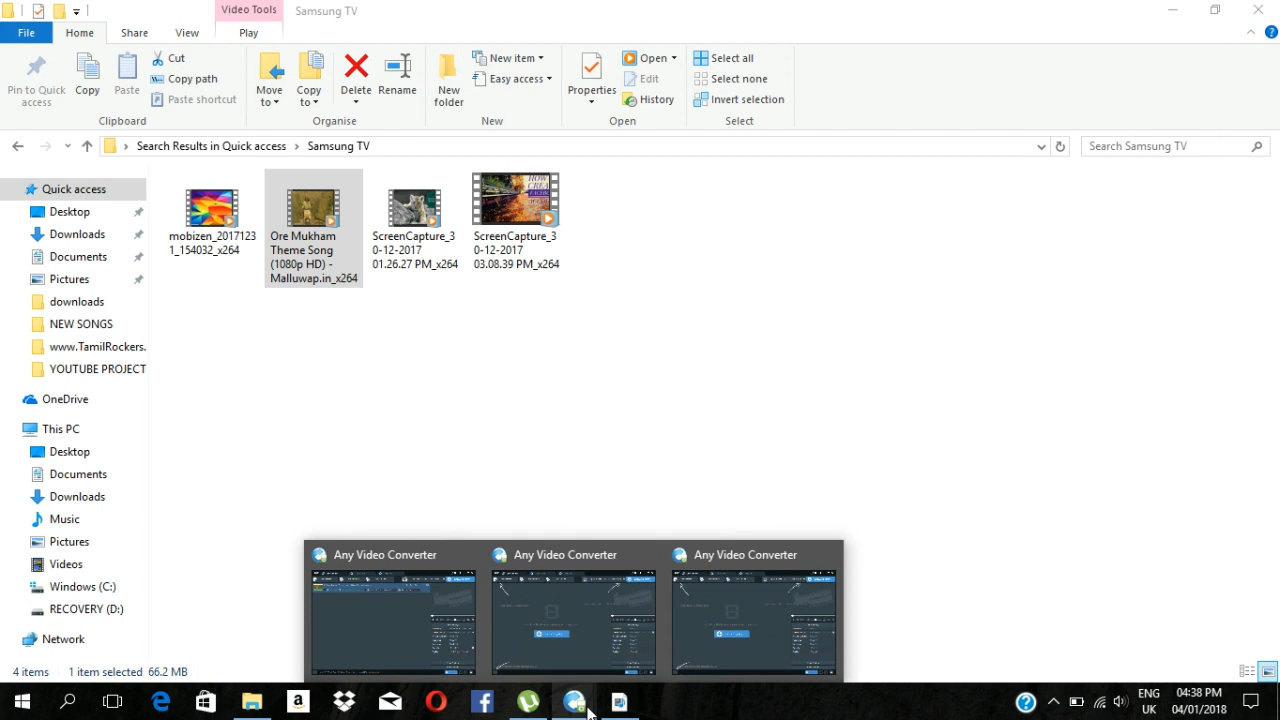 Video Tools
Samsung TV
File
Home
Share
View
Play
Pin to Quick access
Copy
Paste
Cut
Copy path
Paste shortcut
Clipboard
Move to
Copy to
Delete
Rename
Organise
New folder
New item
Easy access
New
Properties
Open
Edit
History
Open
Select all
Select none
Invert selection
Select
Search Results in Quick access
Samsung TV
Search Samsung TV
Quick access
Desktop
Downloads
Documents
Pictures
downloads
NEW SONGS
www.TamilRockers.
YOUTUBE PROJECT
OneDrive
This PC
Desktop
Documents
Downloads
Music
Pictures
Videos
Windows (C:)
RECOVERY (D:)
Network
mobizen_2017123
1_154032_x264
Ore Mukham
Theme Song
(1080p HD) -
Malluwap.in_x264
ScreenCapture_3
0-12-2017
01.26.27 PM_x264
HOW
CREA
ScreenCapture_3
0-12-2017
03.08.39 PM_x264
Any Video Converter
Any Video Converter
Any Video Converter
4 items
1 item selected 66.2 MB
ENG
UK
04:38 PM
04/01/2018